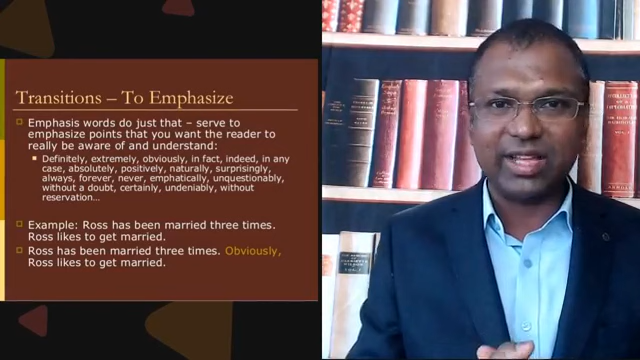 Transitions – To Emphasize
Emphasis words do just that – serve to
emphasize points that you want the reader to
really be aware of and understand:
Definitely, extremely, obviously, in fact, indeed, in any
case, absolutely, positively, naturally, surprisingly,
always, forever, never, emphatically, unquestionably,
without a doubt, certainly, undeniably, without
reservation…
Example: Ross has been married three times.
Ross likes to get married.
Ross has been married three times. Obviously,
Ross likes to get married.